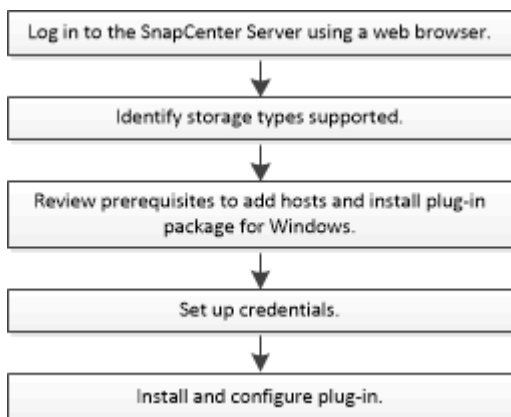 Log in to the SnapCenter Server using a web browser.
Identify storage types supported.
Review prerequisites to add hosts and install plug-in
package for Windows.
Set up credentials.
Install and configure plug-in.